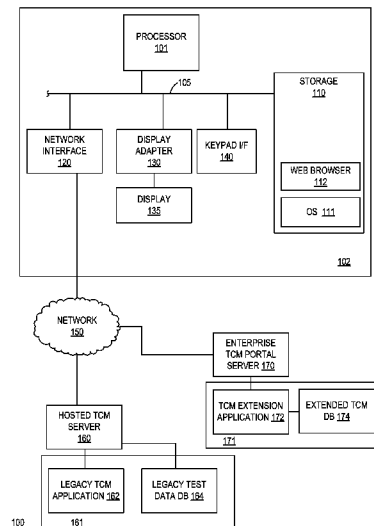 PROCESSOR
101
105
STORAGE
110
NETWORK
INTERFACE
120
DISPLAY
ADAPTER
130
KEYPAD I/F
140
DISPLAY
135
WEB BROWSER
112
OS 111
102
NETWORK
150
ENTERPRISE
TCM PORTAL
SERVER 170
TCM EXTENSION
APPLICATION 172
EXTENDED TCM
DB 174
171
HOSTED TCM
SERVER
160
LEGACY TCM
APPLICATION 162
LEGACY TEST
DATA DB 164
100
161